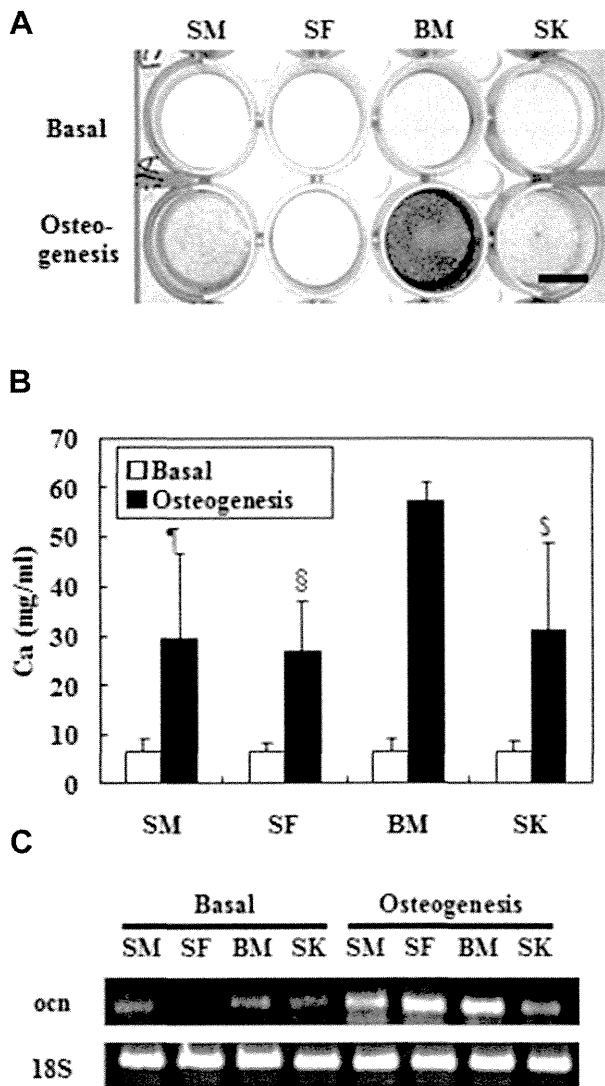 A
SM SF BM SK
Basal
Osteo-
genesis
B
70
60
50
40
30
20
10
0
Ca (mg/ml)
Basal
Osteogenesis
¶
§
$
SM SF BM SK
C
Basal Osteogenesis
SM SF BM SK SM SF BM SK
ocn
18S